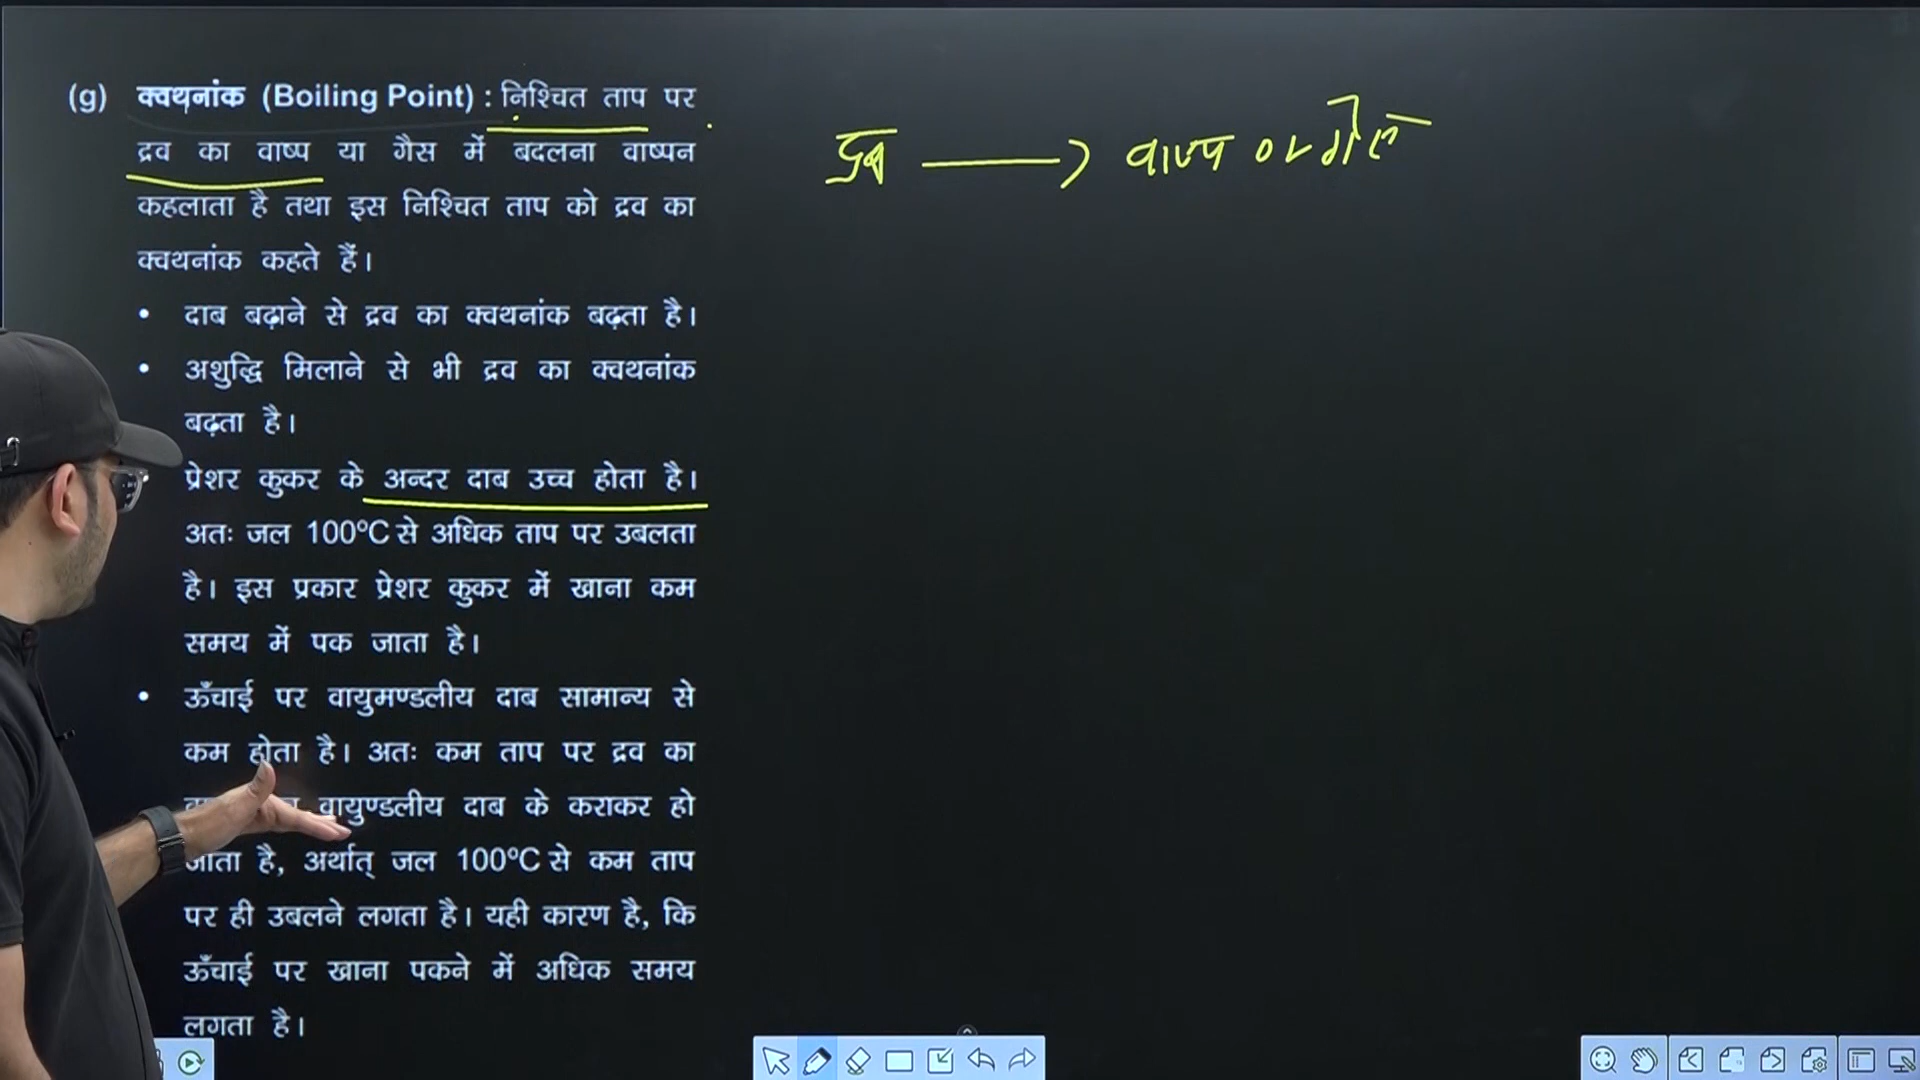 (g) क्वथनांक (Boiling Point) : निश्चित ताप पर
द्रव का वाष्प या गैस में बदलना वाष्पन
कहलाता है तथा इस निश्चित ताप को द्रव का
क्वथनांक कहते हैं।
• दाब बढ़ाने से द्रव का क्वथनांक बढ़ता है।
• अशुद्धि मिलाने से भी द्रव का क्वथनांक
बढ़ता है।
प्रेशर कुकर के अन्दर दाब उच्च होता है।
अतः जल 100°C से अधिक ताप पर उबलता
है। इस प्रकार प्रेशर कुकर में खाना कम
समय में पक जाता है।
• ऊँचाई पर वायुमण्डलीय दाब सामान्य से
कम होता है। अतः कम ताप पर द्रव का
वायुण्डलीय दाब के कराकर हो
जाता है, अर्थात् जल 100°C से कम ताप
पर ही उबलने लगता है। यही कारण है, कि
ऊँचाई पर खाना पकने में अधिक समय
लगता है।
द्रव → वाष्प or गैस